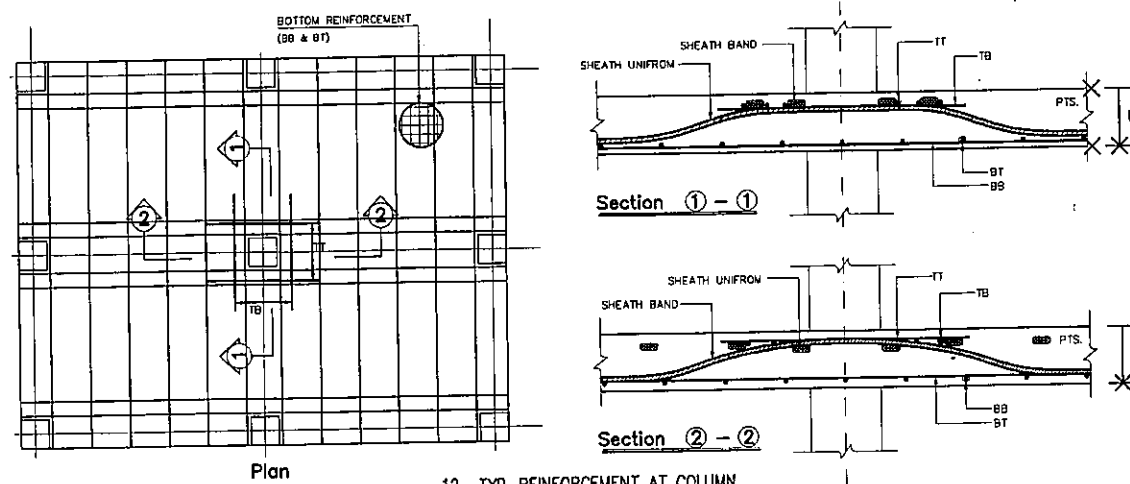 BOTTOM REINFORCEMENT
(BB & BT)
1
2
2
TT
TB
1
Plan
SHEATH BAND
TT
TB
SHEATH UNIFROM
PTS.
BT
BB
Section 1 - 1
SHEATH UNIFROM
TT
SHEATH BAND
TB
PTS.
BB
BT
Section 2 - 2
12. TYP. REINFORCEMENT AT COLUMN